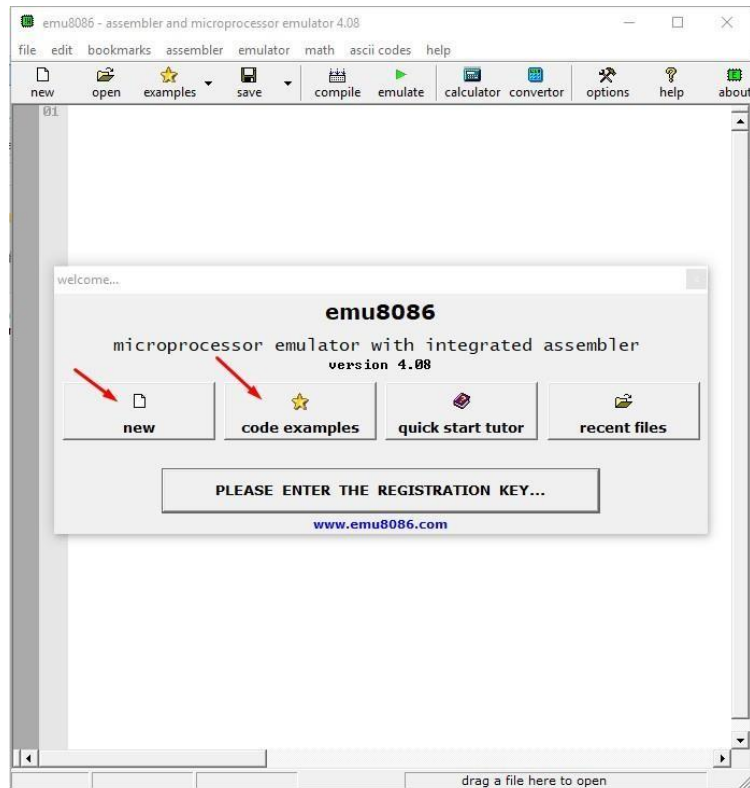 emu8086 - assembler and microprocessor emulator 4.08
file edit bookmarks assembler emulator math ascii codes help
new open examples save compile emulate calculator convertor options help about
01
welcome...
emu8086
microprocessor emulator with integrated assembler
version 4.08
new code examples quick start tutor recent files
PLEASE ENTER THE REGISTRATION KEY...
www.emu8086.com
drag a file here to open